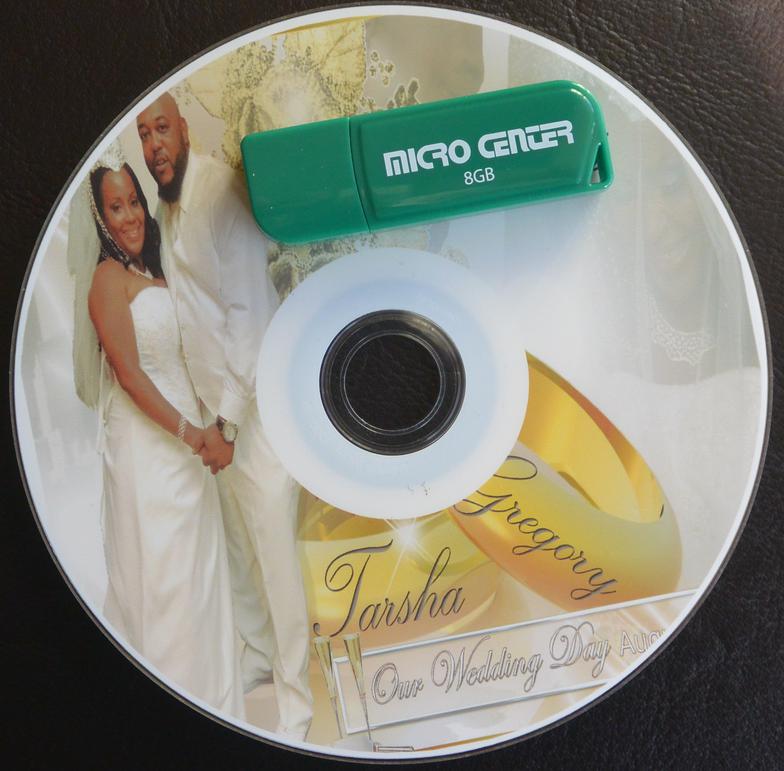 MICRO CENTER
8GB
Gregory
Tarsha
Our Wedding Day